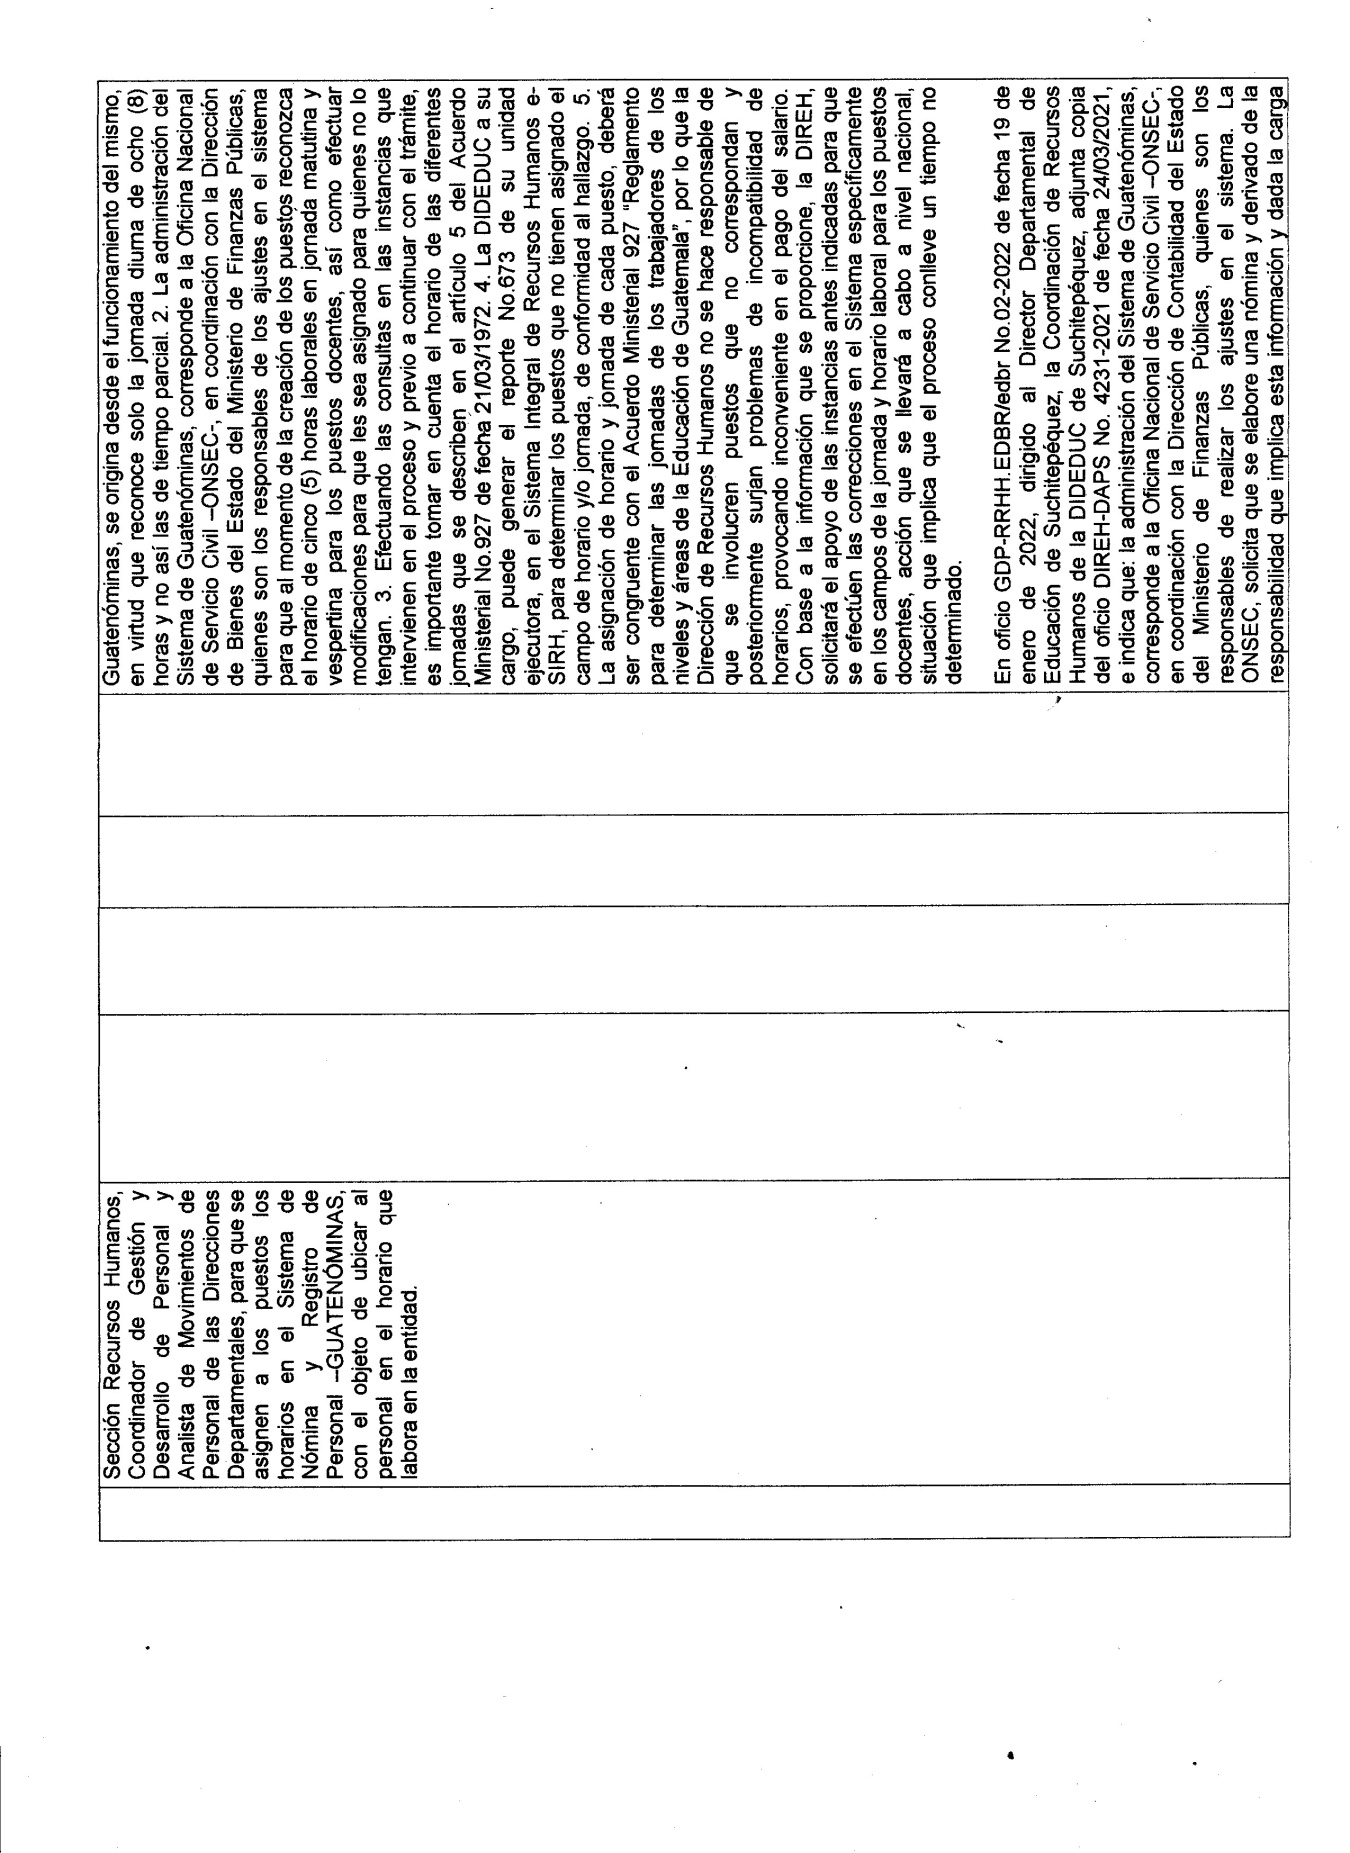 Sección Recursos Humanos,
Coordinador de Gestión y
Desarrollo de Personal y
Analista de Movimientos de
Personal de las Direcciones
Departamentales, para que se
asignen a los puestos los
horarios en el Sistema de
Nómina y Registro de
Personal –GUATENÓMINAS,
con el objeto de ubicar al
personal en el horario que
labora en la entidad.
Guatenóminas, se origina desde el funcionamiento del mismo,
en virtud que reconoce solo la jornada diurna de ocho (8)
horas y no así las de tiempo parcial. 2. La administración del
Sistema de Guatenóminas, corresponde a la Oficina Nacional
de Servicio Civil –ONSEC-, en coordinación con la Dirección
de Bienes del Estado del Ministerio de Finanzas Públicas,
quienes son los responsables de los ajustes en el sistema
para que al momento de la creación de los puestos reconozca
el horario de cinco (5) horas laborales en jornada matutina y
vespertina para los puestos docentes, así como efectuar
modificaciones para que les sea asignado para quienes no lo
tengan. 3. Efectuando las consultas en las instancias que
intervienen en el proceso y previo a continuar con el trámite,
es importante tomar en cuenta el horario de las diferentes
jornadas que se describen en el artículo 5 del Acuerdo
Ministerial No.927 de fecha 21/03/1972. 4. La DIDEDUC a su
cargo, puede generar el reporte No.673 de su unidad
ejecutora, en el Sistema Integral de Recursos Humanos e-
SIRH, para determinar los puestos que no tienen asignado el
campo de horario y/o jornada, de conformidad al hallazgo. 5.
La asignación de horario y jornada de cada puesto, deberá
ser congruente con el Acuerdo Ministerial 927 "Reglamento
para determinar las jornadas de los trabajadores de los
niveles y áreas de la Educación de Guatemala", por lo que la
Dirección de Recursos Humanos no se hace responsable de
que se involucren puestos que no correspondan y
posteriormente surjan problemas de incompatibilidad de
horarios, provocando inconveniente en el pago del salario.
Con base a la información que se proporcione, la DIREH,
solicitará el apoyo de las instancias antes indicadas para que
se efectúen las correcciones en el Sistema específicamente
en los campos de la jornada y horario laboral para los puestos
docentes, acción que se llevará a cabo a nivel nacional,
situación que implica que el proceso conlleve un tiempo no
determinado.
En oficio GDP-RRHH.EDBR/edbr No.02-2022 de fecha 19 de
enero de 2022, dirigido al Director Departamental de
Educación de Suchitepéquez, la Coordinación de Recursos
Humanos de la DIDEDUC de Suchitepéquez, adjunta copia
del oficio DIREH-DAPS No. 4231-2021 de fecha 24/03/2021,
e indica que: la administración del Sistema de Guatenóminas,
corresponde a la Oficina Nacional de Servicio Civil –ONSEC-,
en coordinación con la Dirección de Contabilidad del Estado
del Ministerio de Finanzas Públicas, quienes son los
responsables de realizar los ajustes en el sistema. La
ONSEC, solicita que se elabore una nómina y derivado de la
responsabilidad que implica esta información y dada la carga